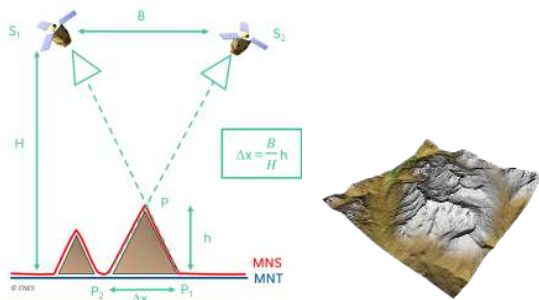 S1
B
S2
H
Δx = B/H h
P
h
MNS
MNT
P2
Δx
P1
© CNES